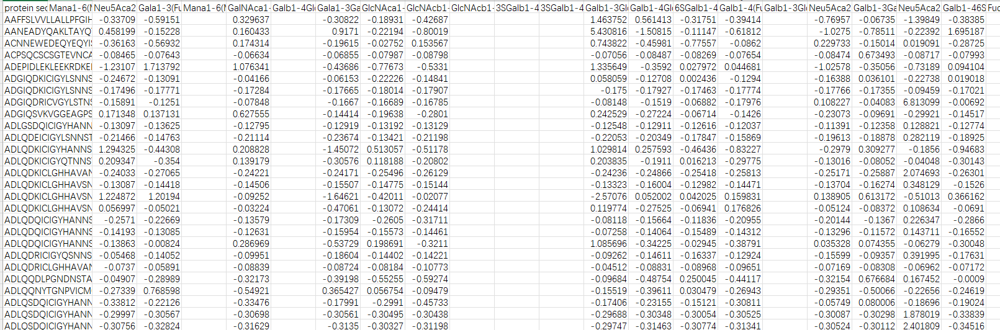 protein sec Mana1-6(M Neu5Aca2 Gala1-3(Fu Mana1-6(M GalNAca1- Galb1-4Glc Gala1-3Ga GlcNAca1- GlcNAcb1- GlcNAcb1-3 3SGalb1-4 3SGalb1-4 Galb1-3Glc Galb1-4Glc 6SGalb1-4 Galb1-4(Fu Galb1-3Glc Neu5Aca2 Galb1-3Ga Neu5Aca2 Galb1-46S Fuc
AAFFSLVVLLALLPFGIH -0.33709 -0.59151 0.329637 -0.30822 -0.18931 -0.42687 1.463752 0.561413 -0.31751 -0.39414 -0.76957 -0.06735 -1.39849 -0.38385
AANEADYQAKLTAYQ 0.458199 -0.15228 0.160433 0.9171 -0.22194 -0.80019 5.430816 -1.50815 -0.11147 -0.61812 -1.0275 -0.78511 -0.22392 1.695187
ACNNEWEDEQYEQYIS -0.36163 -0.56932 0.174314 -0.19615 -0.02752 0.153567 0.743822 -0.45981 -0.77557 -0.0862 0.229733 -0.15014 0.019091 -0.28725
ACPSQCSCSGTEVNCA -0.08465 -0.07643 -0.06634 -0.06855 -0.07987 -0.08798 -0.07056 -0.08487 -0.08269 -0.07654 -0.08474 0.673493 -0.08717 -0.07993
ADEPIDLEKLEEKRDKEI -1.23107 1.713792 1.076341 -0.43686 -0.77673 -0.5331 1.335649 -0.3592 0.027972 0.044681 -1.02578 -0.35056 -0.73189 0.094104
ADGIQDKICIGYLSNNS -0.24672 -0.13091 -0.04166 -0.06153 -0.22226 -0.14841 0.058059 -0.12708 0.002436 -0.1294 -0.16388 0.036101 -0.22738 0.019018
ADGIQDKICIGYLSNNS -0.17496 -0.17771 -0.17284 -0.17665 -0.18014 -0.17907 -0.175 -0.17927 -0.17463 -0.17774 -0.17766 -0.17355 -0.09459 -0.17021
ADGIQDRICVGYLSTNS -0.15891 -0.1251 -0.07848 -0.1667 -0.16689 -0.16785 -0.08148 -0.1519 -0.06882 -0.17976 0.108227 -0.04083 6.813099 -0.00692
ADGIQSVKVGGEAGPS 0.171348 0.137131 0.627555 -0.14414 -0.19638 -0.2801 0.242529 -0.27224 -0.06714 -0.1426 -0.23073 -0.09691 -0.29921 -0.14517
ADLGSDQICIGYHANN -0.13097 -0.13625 -0.12795 -0.12919 -0.13192 -0.13129 -0.12548 -0.12911 -0.12616 -0.12037 -0.11391 -0.12358 0.128821 -0.12774
ADLQDEICIGYLSNNST -0.21466 -0.14763 -0.21114 -0.23674 -0.13421 -0.21198 -0.22053 -0.20349 -0.17847 -0.15869 -0.19613 -0.18878 0.282119 -0.18925
ADLQDKICIGYHANNS 1.294325 -0.44308 0.208828 -1.45072 0.513057 -0.51178 1.029814 0.257593 -0.46436 -0.83227 -0.2979 0.309277 -0.1856 -0.94683
ADLQDKICIGYQTNNS 0.209347 -0.354 0.139179 -0.30576 0.118188 -0.20802 0.203835 -0.1911 0.016213 -0.29775 -0.13016 -0.08052 -0.04048 -0.30143
ADLQDKICLGHHAVAN -0.24033 -0.27065 -0.24221 -0.24171 -0.25496 -0.26129 -0.24236 -0.24866 -0.25418 -0.25813 -0.25171 -0.25887 2.074693 -0.26301
ADLQDKICLGHHAVSN -0.13087 -0.14418 -0.14506 -0.15507 -0.14775 -0.15144 -0.13323 -0.16004 -0.12982 -0.14471 -0.13704 -0.16274 0.348129 -0.1526
ADLQDKICLGHHAVSN 1.224872 1.20194 -0.09252 -1.64621 -0.42011 -0.02077 -2.57076 0.052002 0.042025 0.159831 0.138905 0.613172 -0.51013 0.366162
ADLQDKICLGHHAVSN 0.056997 -0.05021 -0.03224 -0.47061 -0.13072 -0.24414 0.119774 -0.27525 -0.06941 0.176826 -0.05124 -0.08372 0.108634 -0.0691
ADLQDQICIGYHANNS -0.2571 -0.22669 -0.13579 -0.17309 -0.2605 -0.31711 -0.08118 -0.15664 -0.11836 -0.20955 -0.20144 -0.1367 0.226347 -0.2866
ADLQDQICIGYHANNS -0.14193 -0.13085 -0.12631 -0.15954 -0.15573 -0.14461 -0.07258 -0.14064 -0.15489 -0.14312 -0.13296 -0.11572 0.143711 -0.16552
ADLQDQICIGYHANNS -0.13863 -0.00824 0.286969 -0.53729 0.198691 -0.3211 1.085696 -0.34225 -0.02945 -0.38791 0.035328 0.074355 -0.06279 -0.30048
ADLQDRICIGYQSNNS -0.05468 -0.14052 -0.09951 -0.18604 -0.14402 -0.14221 -0.09262 -0.14611 -0.16337 -0.12924 -0.15599 -0.09357 0.391995 -0.17631
ADLQDRICLGHHAVAN -0.0737 -0.05891 -0.08839 -0.08724 -0.08184 -0.10773 -0.04512 -0.08831 -0.08968 -0.09651 -0.07169 -0.08308 -0.06962 -0.07172
ADLQQDLPGNDNSTA -0.04907 -0.28989 -0.32173 -0.39198 -0.55255 -0.59274 -0.09684 -0.48754 0.250045 -0.44117 -0.32154 0.676684 0.167452 -0.0009
ADLQQNYTGNPVICM -0.27339 0.768598 -0.54921 0.365427 0.056754 -0.09479 -0.15519 -0.39611 0.030479 -0.26943 -0.29351 -0.50066 -0.22656 -0.24619
ADLQSDQICIGYHANN -0.33812 -0.22126 -0.33476 -0.17991 -0.2991 -0.45733 -0.17406 -0.23155 -0.15121 -0.30811 -0.05749 0.080006 -0.18696 -0.19024
ADLQSDQICIGYHANN -0.29997 -0.30567 -0.30698 -0.30561 -0.30495 -0.30438 -0.29688 -0.30348 -0.30054 -0.30525 -0.30087 -0.30298 1.878019 -0.33839
ADLQSDQICIGYHANN -0.30756 -0.32824 -0.31629 -0.3135 -0.30327 -0.31198 -0.29747 -0.31463 -0.30774 -0.31341 -0.30524 -0.30112 2.401809 -0.34516